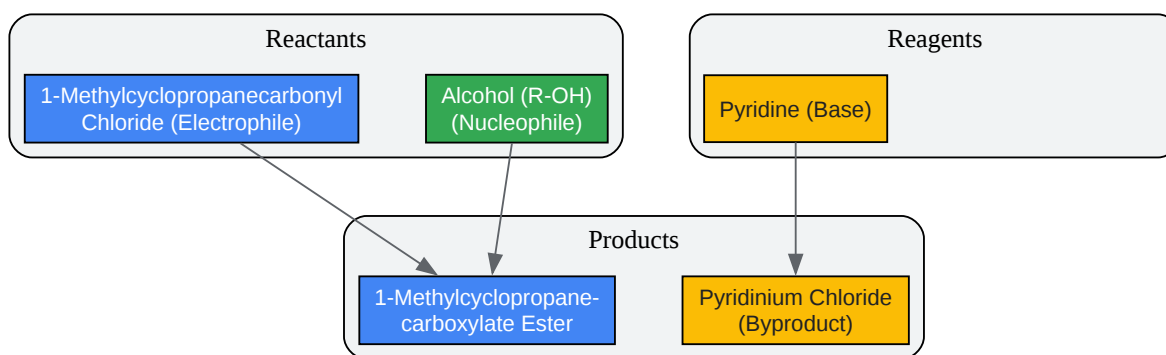 Reactants
Reagents
1-Methylcyclopropanecarbonyl
Chloride (Electrophile)
Alcohol (R-OH)
(Nucleophile)
Pyridine (Base)
Products
1-Methylcyclopropane-
carboxylate Ester
Pyridinium Chloride
(Byproduct)